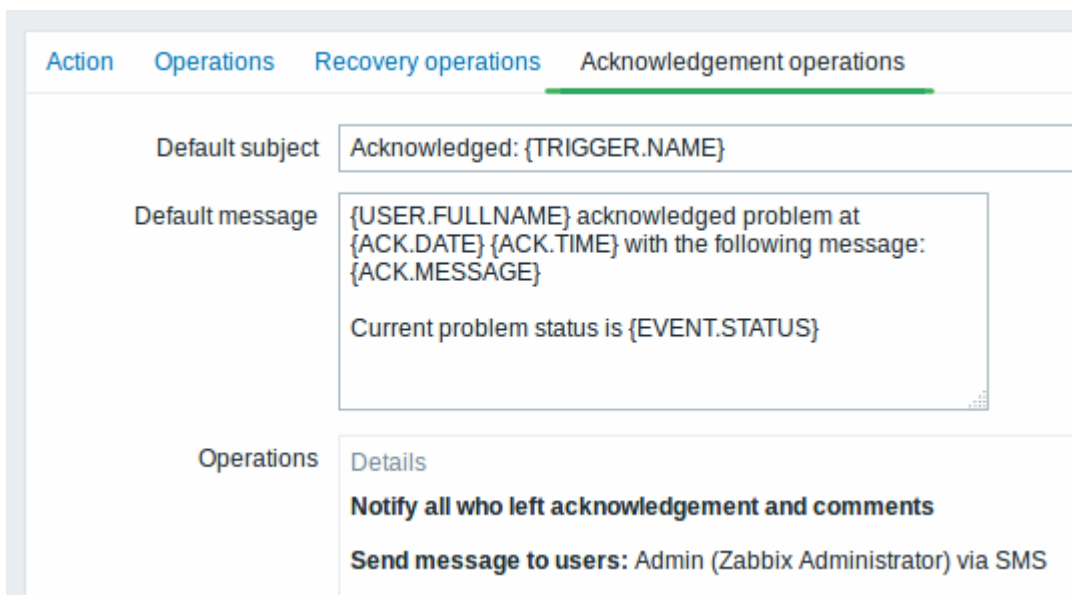 Action Operations Recovery operations Acknowledgement operations
Default subject Acknowledged: {TRIGGER.NAME}
Default message {USER.FULLNAME} acknowledged problem at
{ACK.DATE} {ACK.TIME} with the following message:
{ACK.MESSAGE}
Current problem status is {EVENT.STATUS}
Operations Details
Notify all who left acknowledgement and comments
Send message to users: Admin (Zabbix Administrator) via SMS